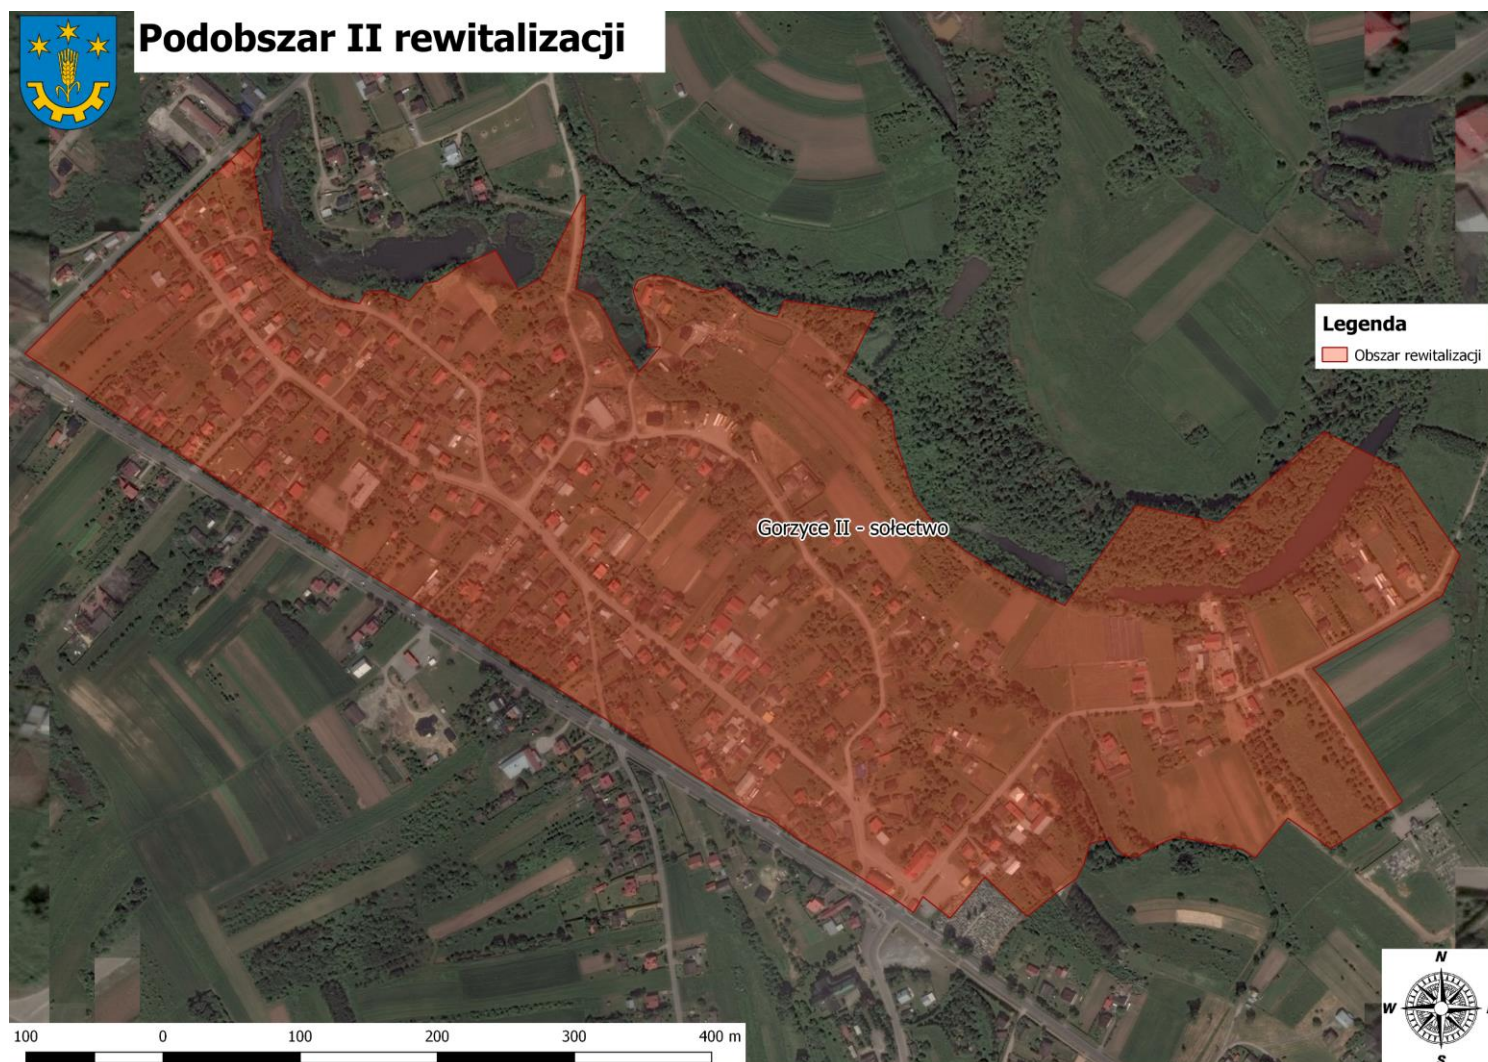 Podobszar II rewitalizacji
Legenda
Obszar rewitalizacji
Gorzyce II - sołectwo
N
W
S
100 0 100 200 300 400 m